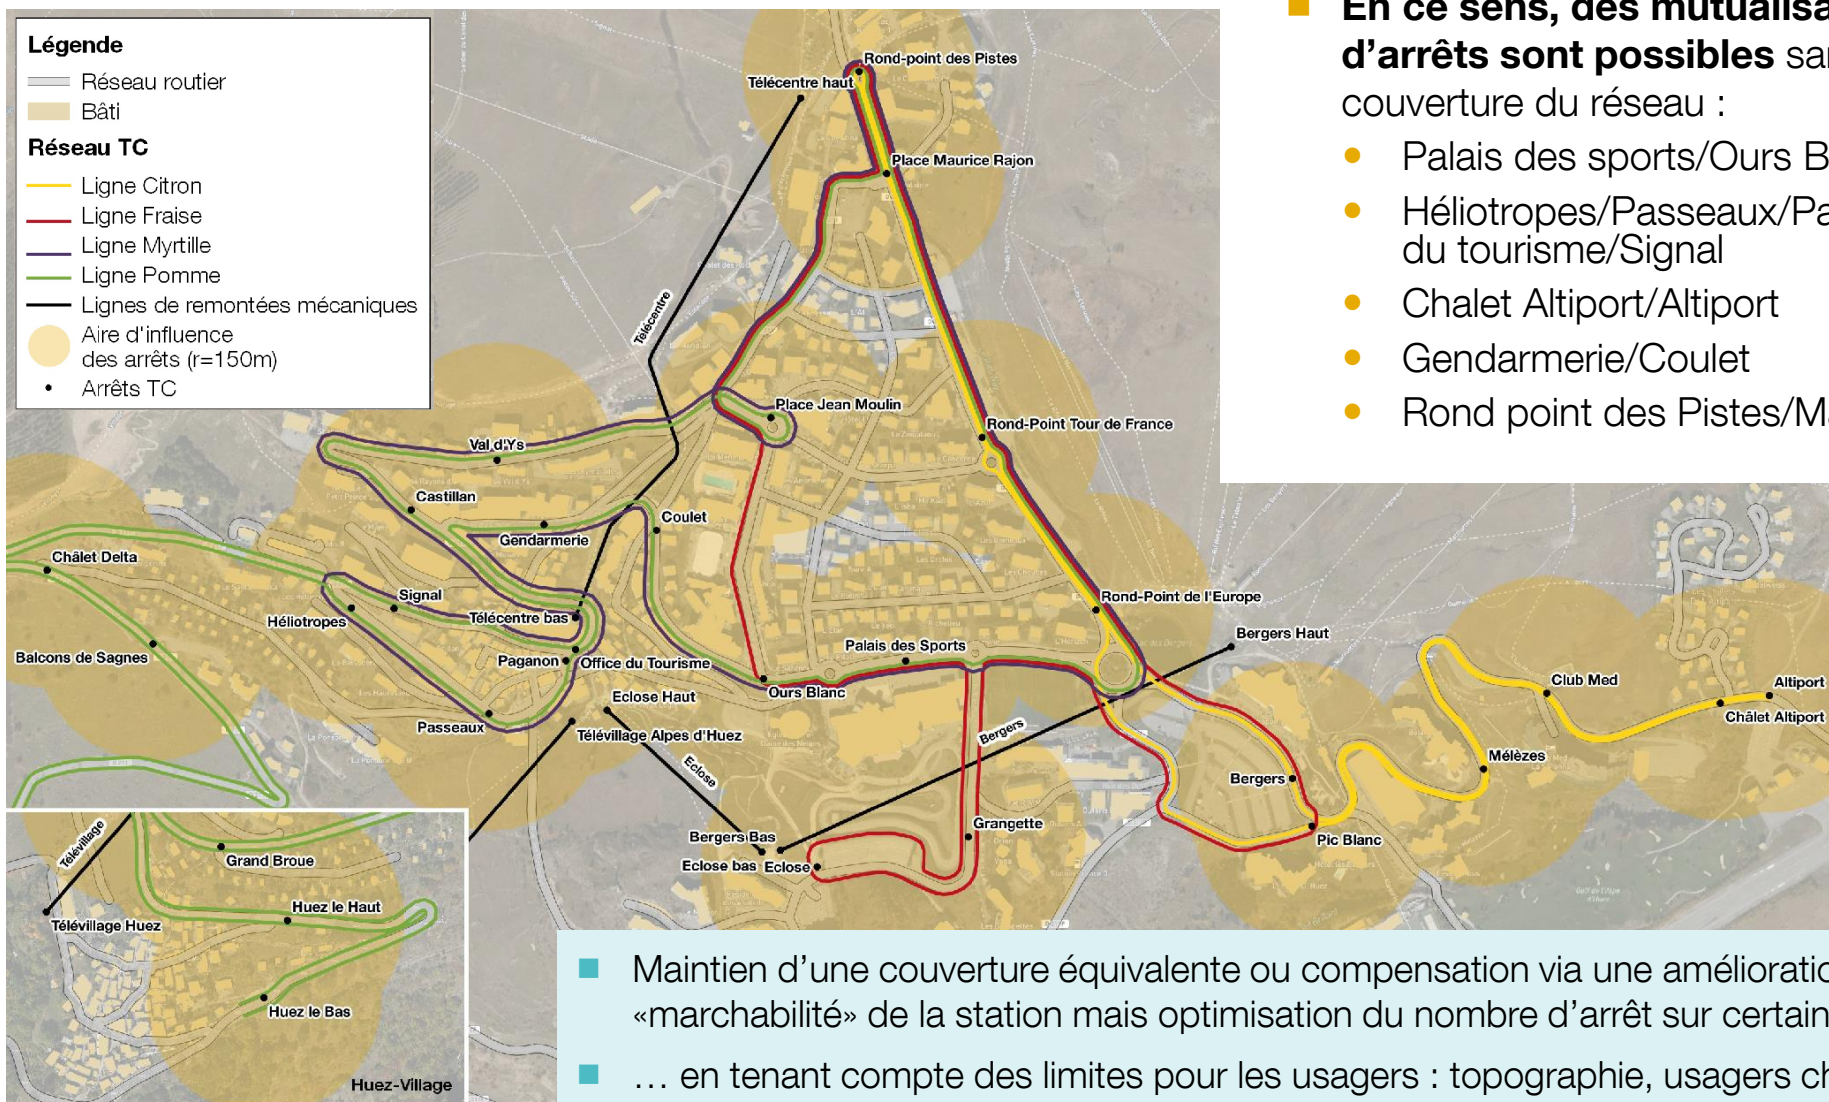 Légende
Réseau routier
Bâti
Réseau TC
Ligne Citron
Ligne Fraise
Ligne Myrtille
Ligne Pomme
Lignes de remontées mécaniques
Aire d'influence
des arrêts (r=150m)
Arrêts TC
Rond-point des Pistes
Télécentre haut
Place Maurice Rajon
Télécentre
Place Jean Moulin
Rond-Point Tour de France
Val d'Ys
Castillan
Coulet
Gendarmerie
Châlet Delta
Signal
Héliotropes
Télécentre bas
Rond-Point de l'Europe
Bergers Haut
Balcons de Sagnes
Paganon
Office du Tourisme
Palais des Sports
Eclose Haut
Ours Blanc
Club Med
Altiport
Châlet Altiport
Passeaux
Télévillage Alpes d'Huez
Bergers
Eclose
Mélèzes
Bergers
Grangette
Bergers Bas
Eclose bas
Eclose
Pic Blanc
Télévillage
Grand Broue
Huez le Haut
Télévillage Huez
Huez le Bas
Huez-Village
En ce sens, des mutualisa
d'arrêts sont possibles sa
couverture du réseau :
Palais des sports/Ours B
Héliotropes/Passeaux/Pa
du tourisme/Signal
Chalet Altiport/Altiport
Gendarmerie/Coulet
Rond point des Pistes/Ma
Maintien d'une couverture équivalente ou compensation via une amélioratio
«marchabilité» de la station mais optimisation du nombre d'arrêt sur certain
… en tenant compte des limites pour les usagers : topographie, usagers ch